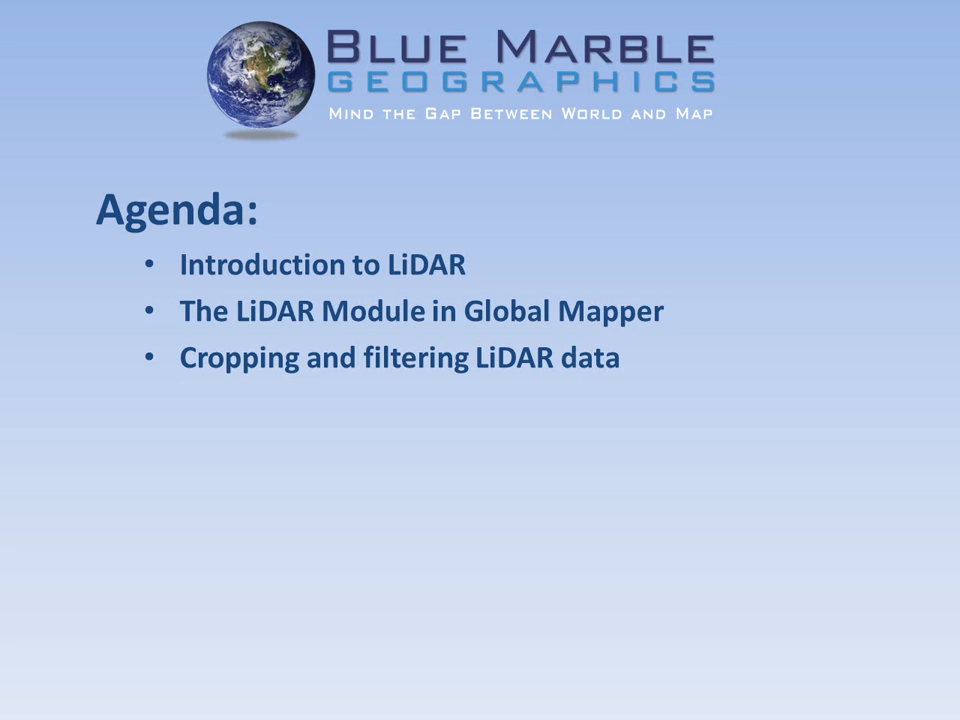 BLUE MARBLE
GEOGRAPHICS
MIND THE GAP BETWEEN WORLD AND MAP
Agenda:
• Introduction to LiDAR
• The LiDAR Module in Global Mapper
• Cropping and filtering LiDAR data